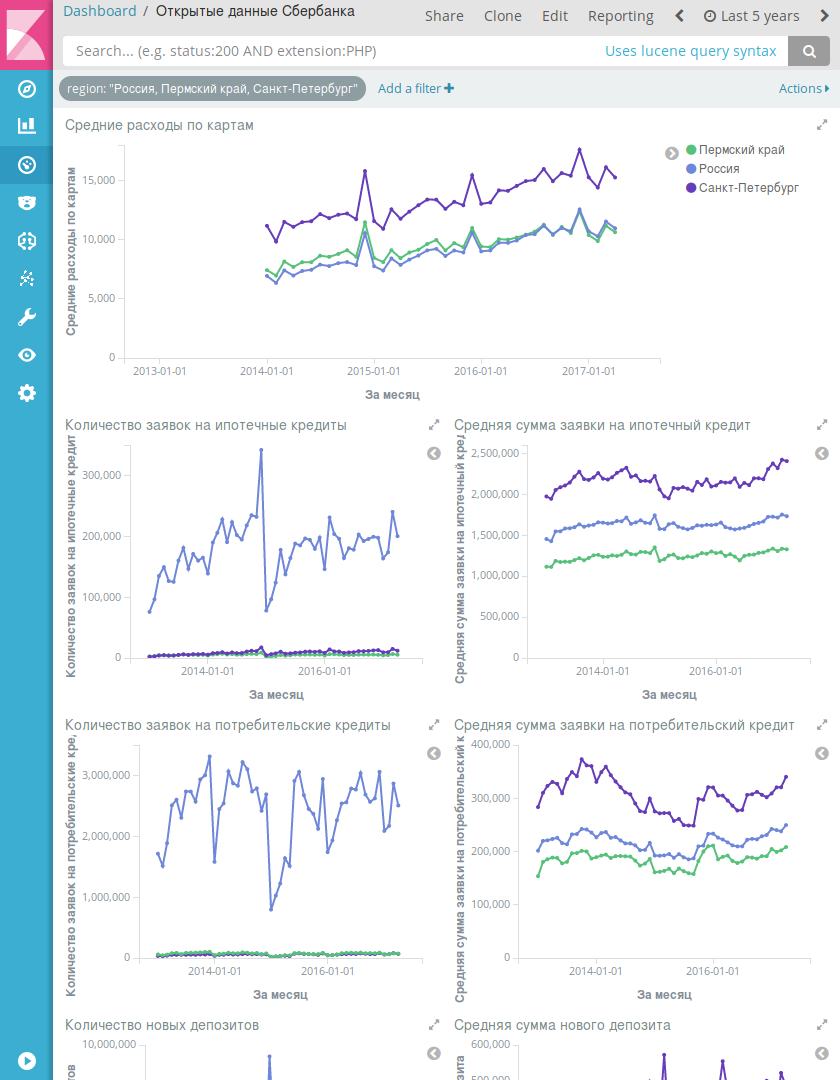 Dashboard / Открытые данные Сбербанка
Share Clone Edit Reporting Last 5 years
Search... (e.g. status:200 AND extension:PHP) Uses lucene query syntax
region: "Россия, Пермский край, Санкт-Петербург" Add a filter Actions
Средние расходы по картам
Средние расходы по картам
15,000
10,000
5,000
0
2013-01-01 2014-01-01 2015-01-01 2016-01-01 2017-01-01
За месяц
Пермский край
Россия
Санкт-Петербург
Количество заявок на ипотечные кредиты
Количество заявок на ипотечные кредит
300,000
200,000
100,000
0
2014-01-01 2016-01-01
За месяц
Средняя сумма заявки на ипотечный кредит
Средняя сумма заявки на ипотечный кре
2,500,000
2,000,000
1,500,000
1,000,000
500,000
0
2014-01-01 2016-01-01
За месяц
Количество заявок на потребительские кредиты
Количество заявок на потребительские кре,
3,000,000
2,000,000
1,000,000
0
2014-01-01 2016-01-01
За месяц
Средняя сумма заявки на потребительский кредит
Средняя сумма заявки на потребительский к
400,000
300,000
200,000
100,000
0
2014-01-01 2016-01-01
За месяц
Количество новых депозитов
10,000,000
тов
Средняя сумма нового депозита
600,000
500,000
озита